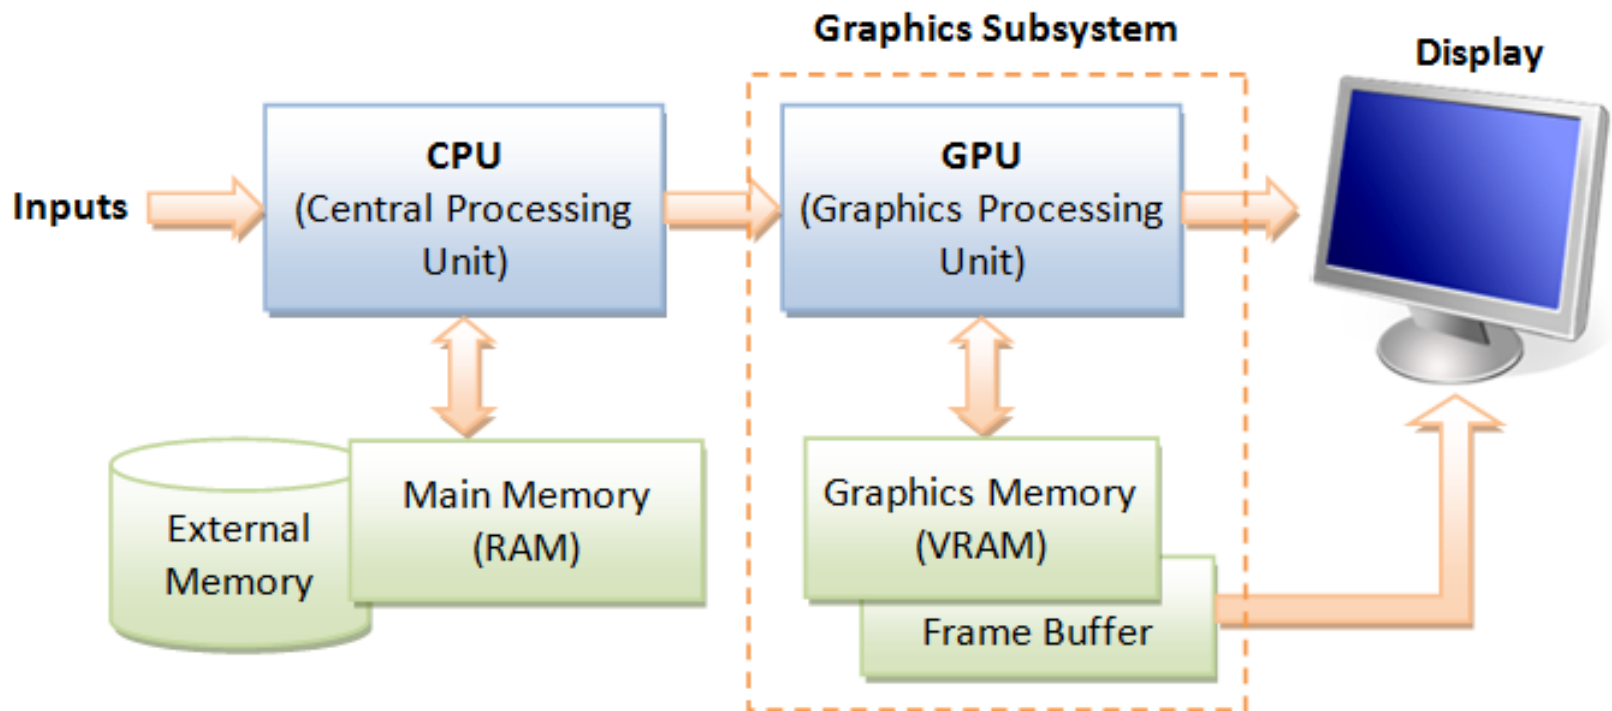 Graphics Subsystem
Display
Inputs
CPU
(Central Processing
Unit)
GPU
(Graphics Processing
Unit)
External
Memory
Main Memory
(RAM)
Graphics Memory
(VRAM)
Frame Buffer